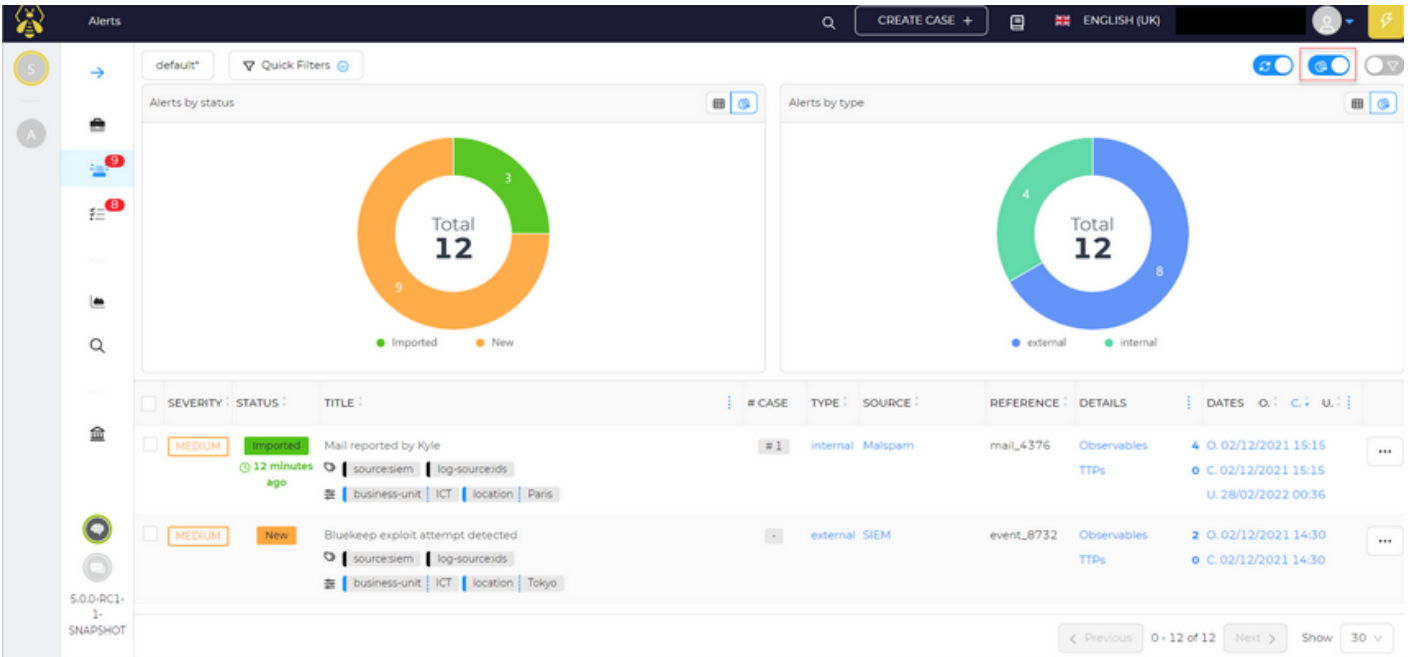 Alerts
CREATE CASE +
ENGLISH (UK)
S
A
default*
Quick Filters
9
8
Alerts by status
3
9
Total
12
Imported
New
Alerts by type
4
8
Total
12
external
internal
SEVERITY STATUS TITLE # CASE TYPE SOURCE REFERENCE DETAILS DATES O. C. U.
MEDIUM Imported Mail reported by Kyle # 1 internal Malspam mail_4376 Observables 4 O. 02/12/2021 15:15
12 minutes ago source:siem log-source:ids TTPs 0 C. 02/12/2021 15:15
business-unit ICT location Paris U. 28/02/2022 00:36
MEDIUM New Bluekeep exploit attempt detected - external SIEM event_8732 Observables 2 O. 02/12/2021 14:30
source:siem log-source:ids TTPs 0 C. 02/12/2021 14:30
business-unit ICT location Tokyo
5.0.0-RC1-
1-
SNAPSHOT
< Previous 0 - 12 of 12 Next > Show 30